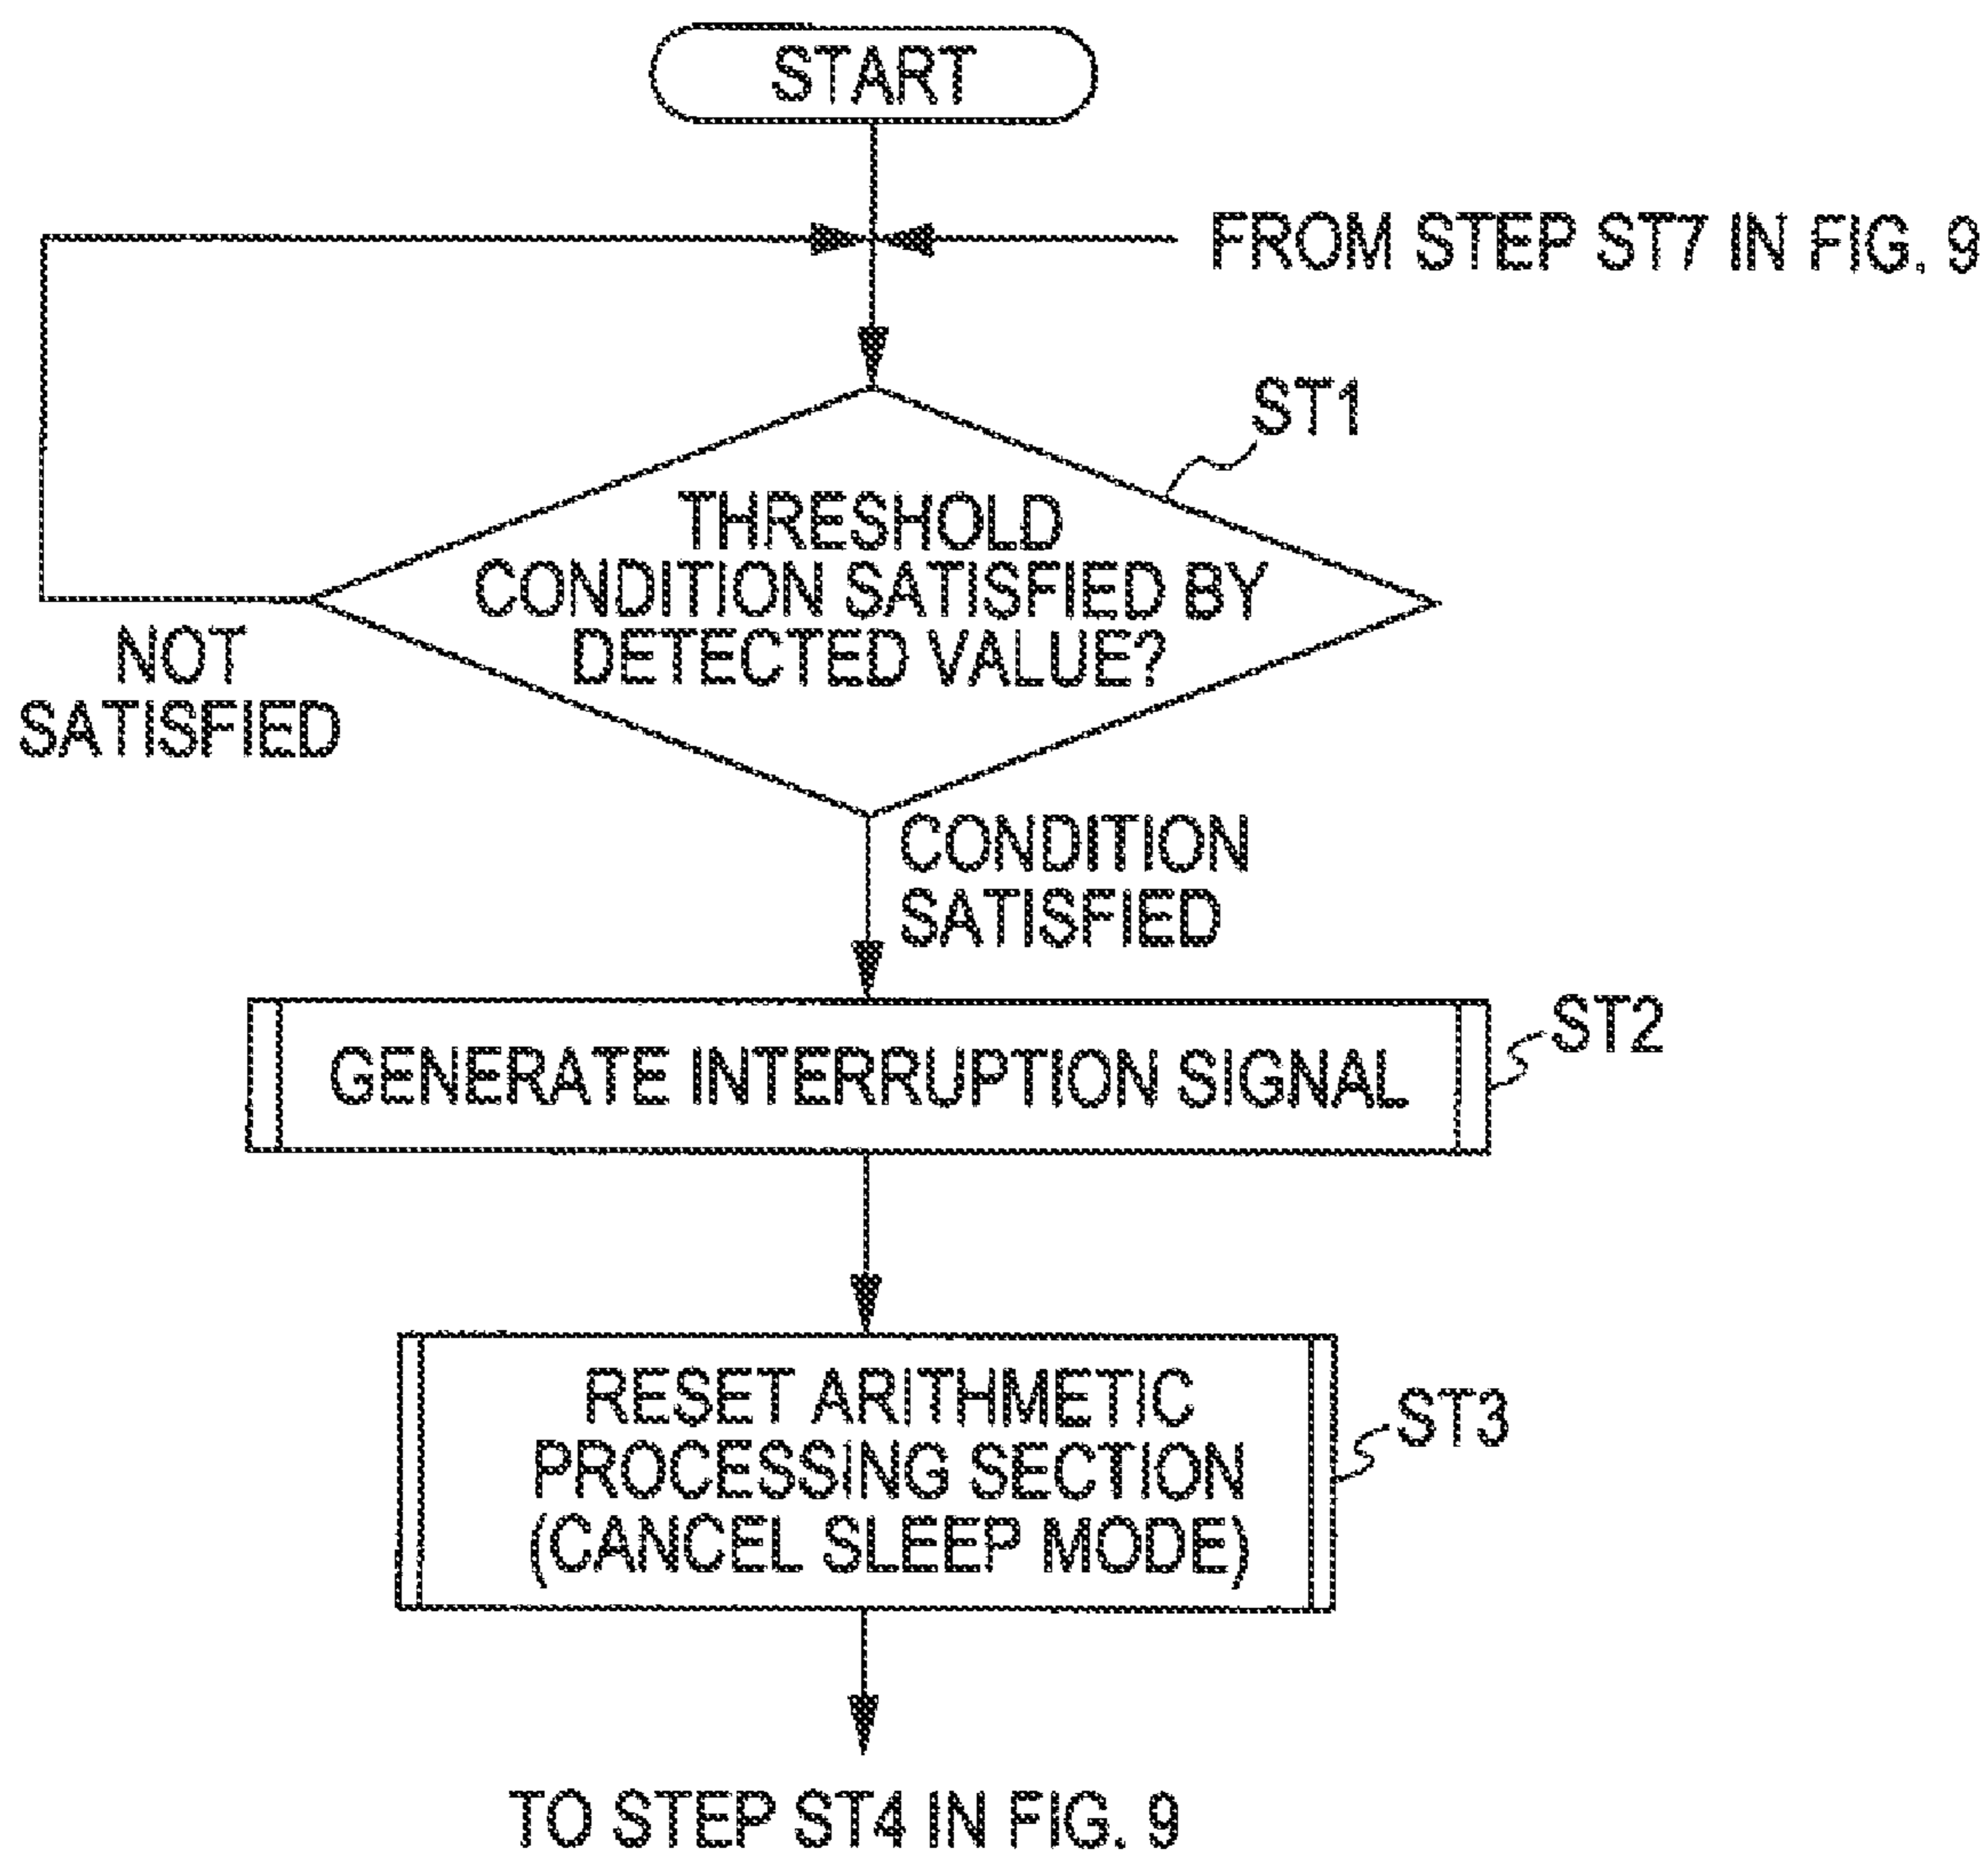 START
FROM STEP ST7 IN FIG. 9
ST1
THRESHOLD
CONDITION SATISFIED BY
DETECTED VALUE?
NOT
SATISFIED
CONDITION
SATISFIED
GENERATE INTERRUPTION SIGNAL
ST2
RESET ARITHMETIC
PROCESSING SECTION
(CANCEL SLEEP MODE)
ST3
TO STEP ST4 IN FIG. 9